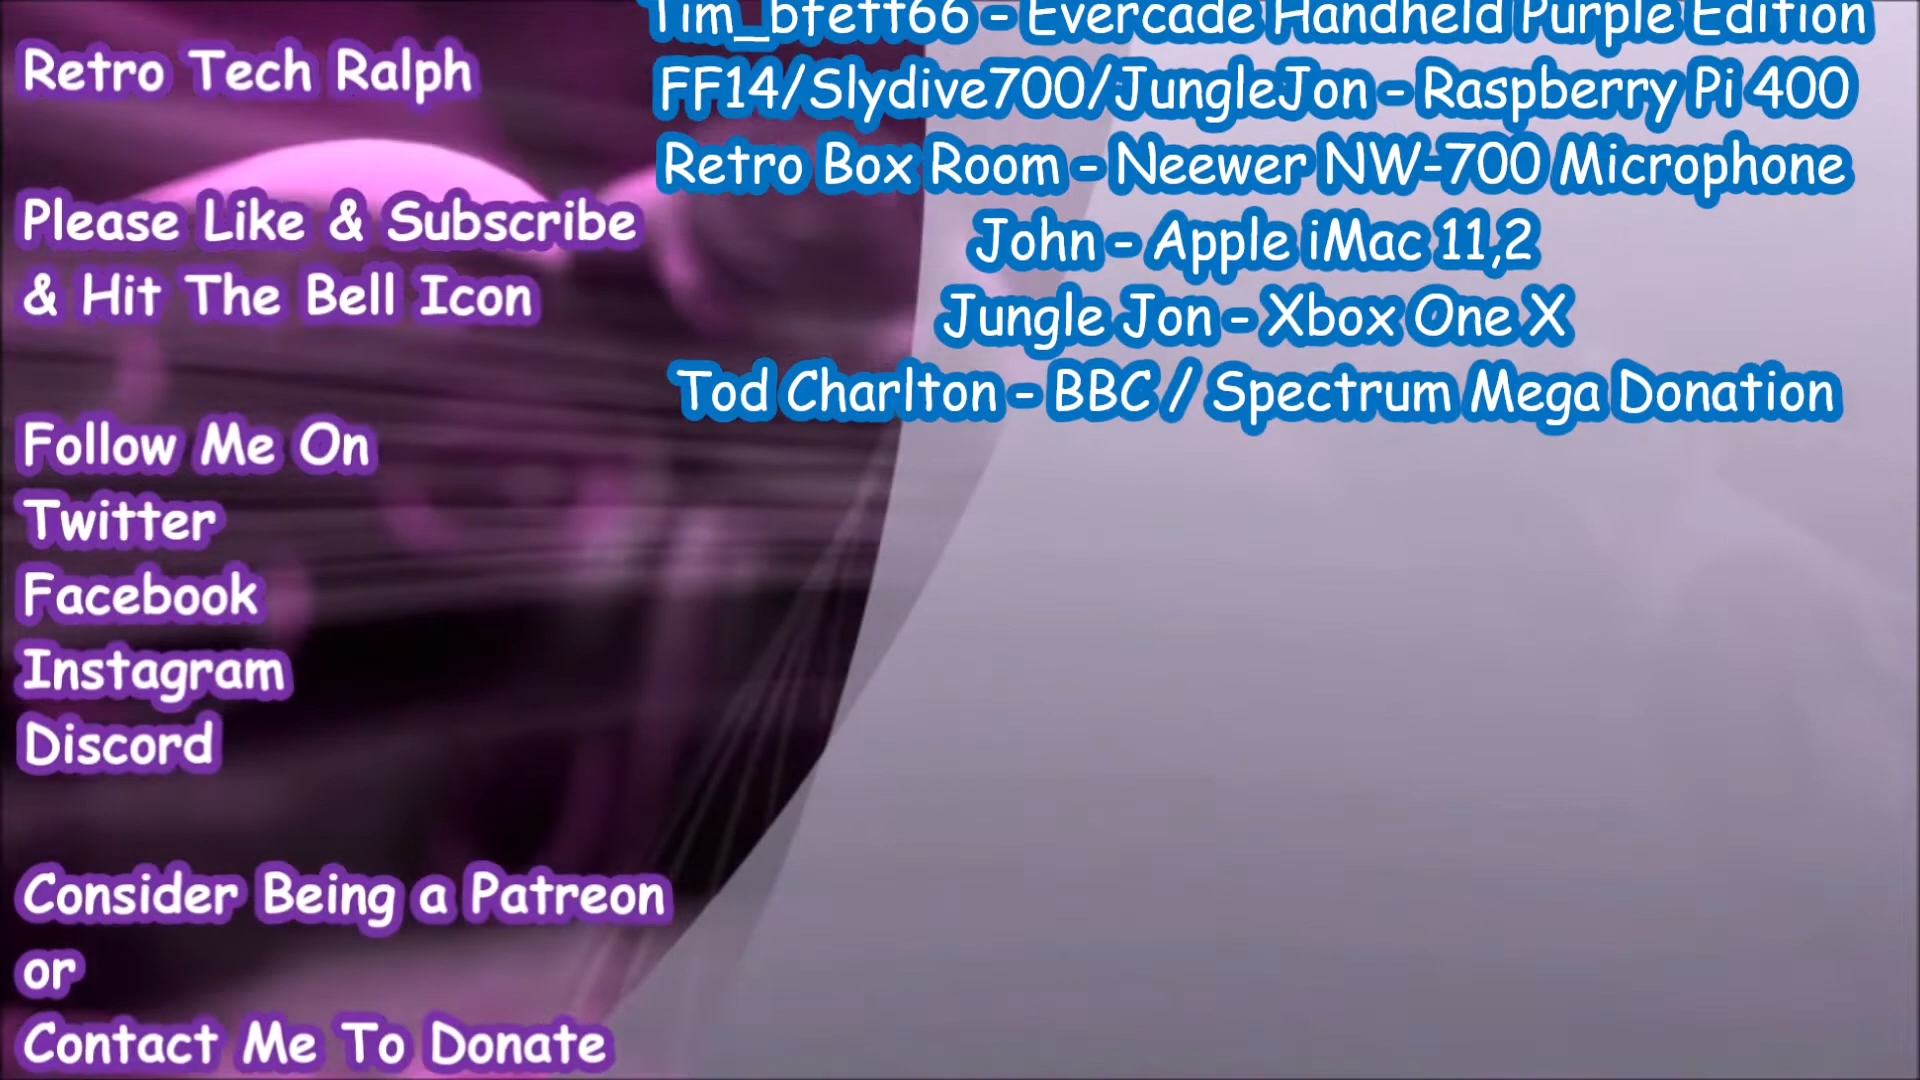 Retro Tech Ralph
Please Like & Subscribe
& Hit The Bell Icon
Follow Me On
Twitter
Facebook
Instagram
Discord
Consider Being a Patreon
or
Contact Me To Donate
Tim_bfett66 - Evercade Handheld Purple Edition
FF14/Slydive700/JungleJon - Raspberry Pi 400
Retro Box Room - Neewer NW-700 Microphone
John - Apple iMac 11,2
Jungle Jon - Xbox One X
Tod Charlton - BBC / Spectrum Mega Donation